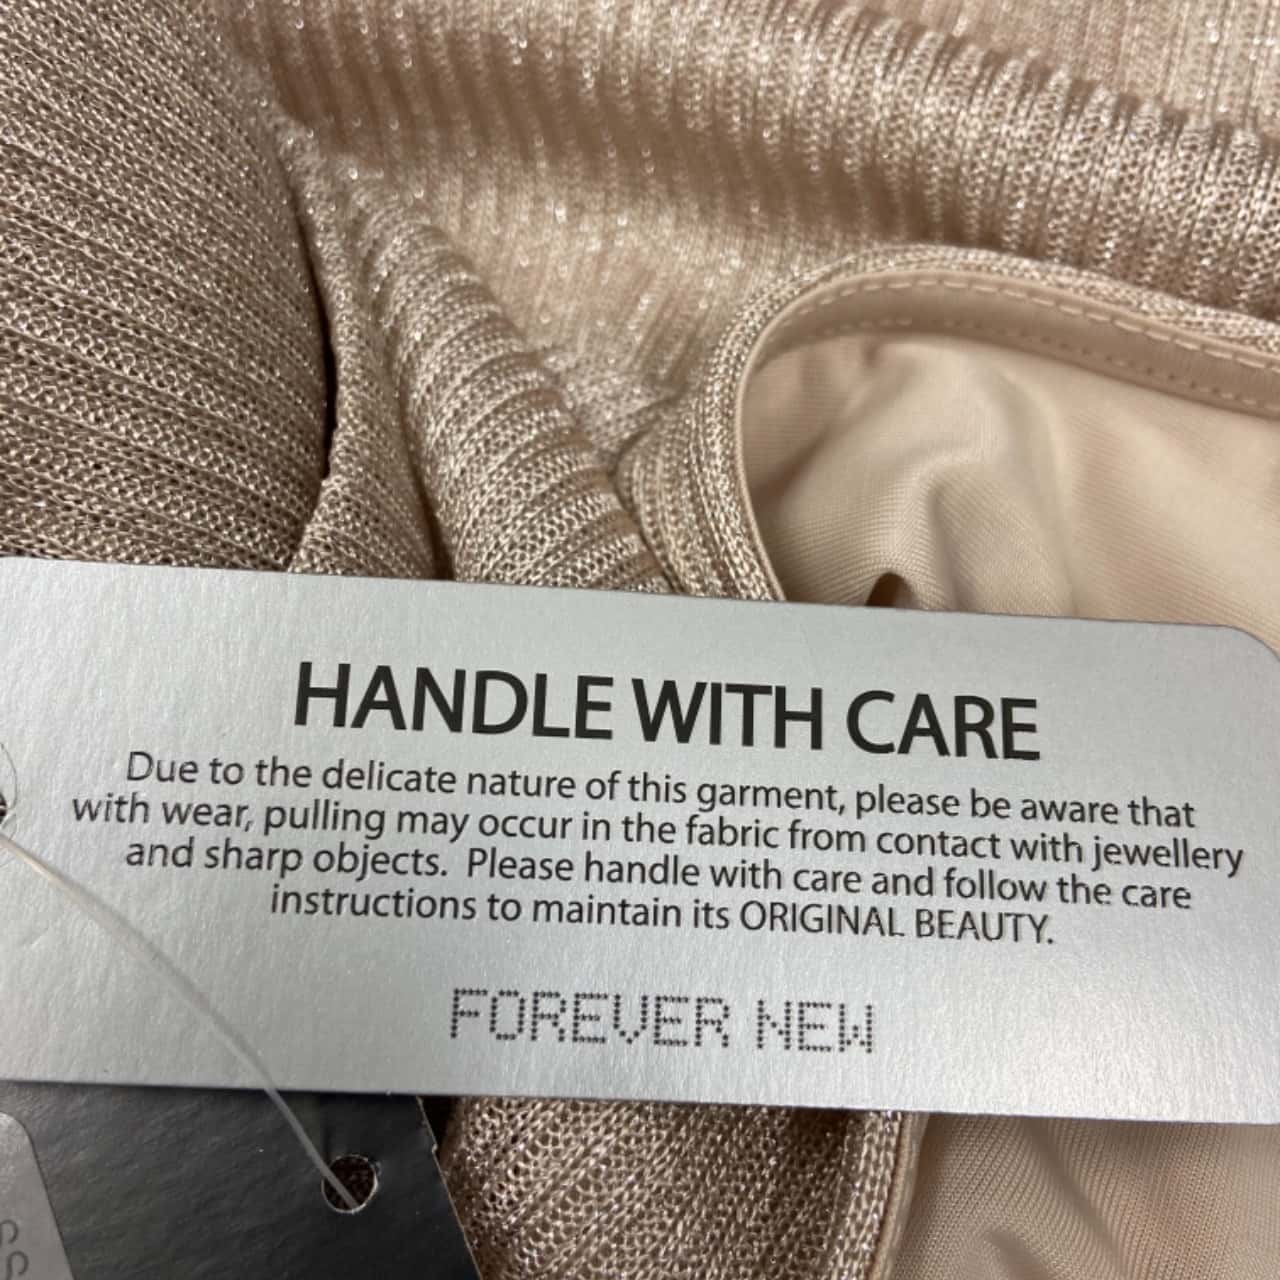 HANDLE WITH CARE
Due to the delicate nature of this garment, please be aware that
with wear, pulling may occur in the fabric from contact with jewellery
and sharp objects.  Please handle with care and follow the care
instructions to maintain its ORIGINAL BEAUTY.
FOREVER NEW